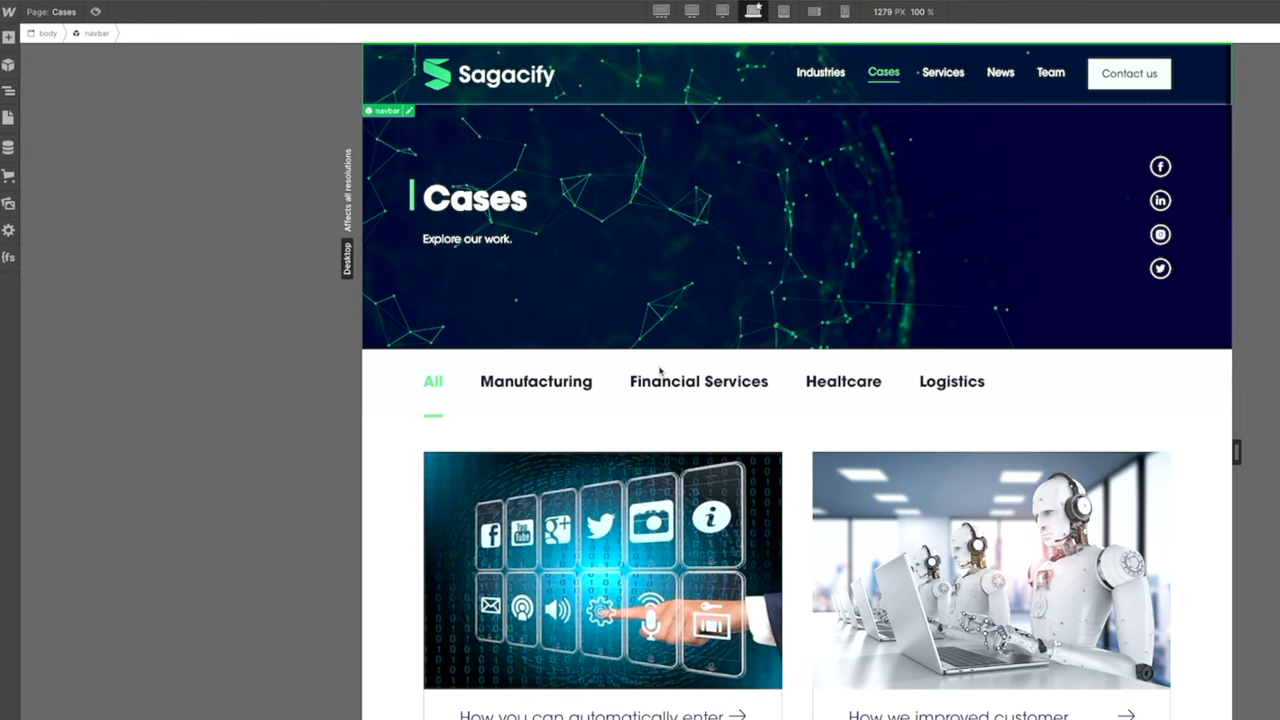 Page: Cases
1279 PX 100 %
body
navbar
Sagacify
Industries
Cases
Services
News
Team
Contact us
navbar
Affects all resolutions
Desktop
Cases
Explore our work.
All
Manufacturing
Financial Services
Healtcare
Logistics
You
Tube
How you can automatically enter
How we improved customer